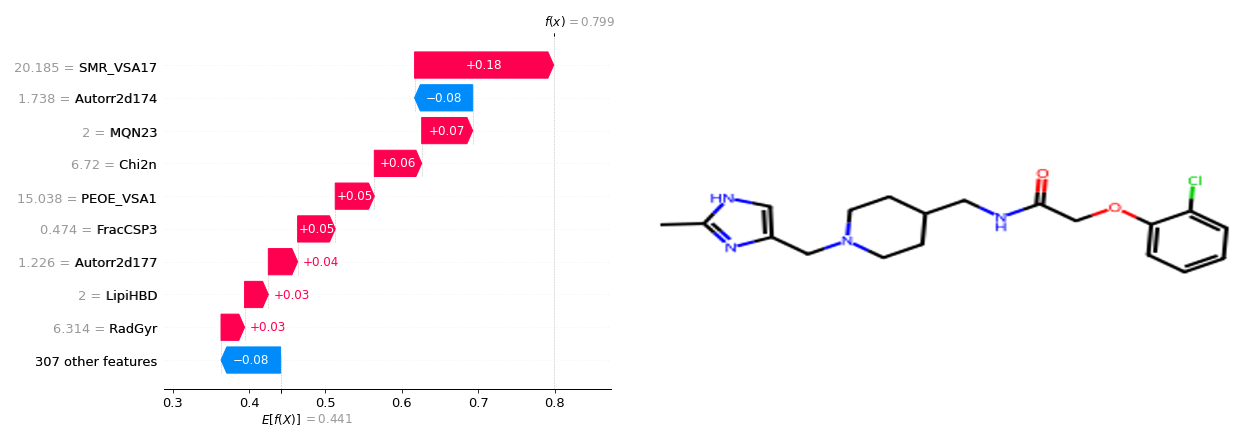 f(x) = 0.799
20.185 = SMR_VSA17
+0.18
1.738 = Autorr2d174
−0.08
2 = MQN23
+0.07
6.72 = Chi2n
+0.06
15.038 = PEOE_VSA1
+0.05
0.474 = FracCSP3
+0.05
1.226 = Autorr2d177
+0.04
2 = LipiHBD
+0.03
6.314 = RadGyr
+0.03
307 other features
−0.08
0.3 0.4 0.5 0.6 0.7 0.8
E[f(X)] = 0.441
HN
N
N
N
H
O
O
Cl